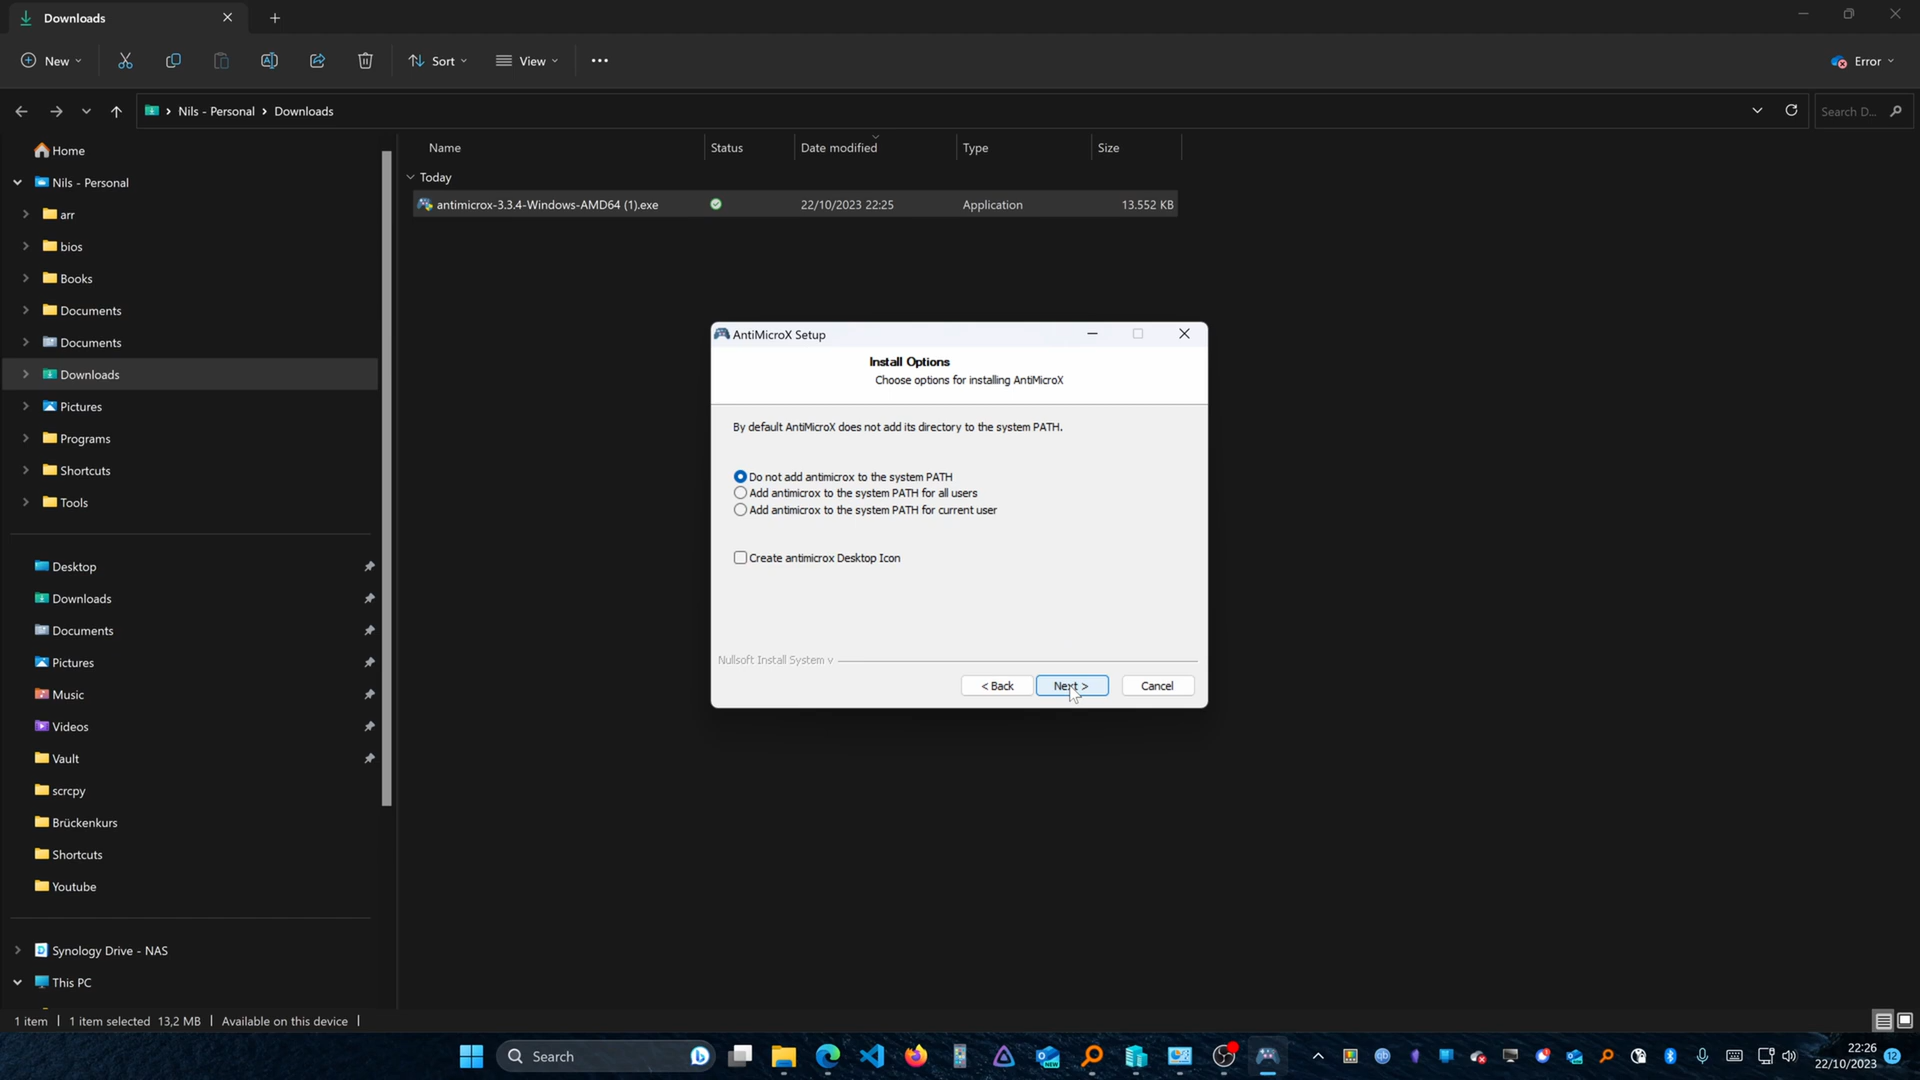 Downloads
New
Sort
View
Error
Nils - Personal
Downloads
Search D...
Home
Nils - Personal
arr
bios
Books
Documents
Documents
Downloads
Pictures
Programs
Shortcuts
Tools
Desktop
Downloads
Documents
Pictures
Music
Videos
Vault
scrcpy
Brückenkurs
Shortcuts
Youtube
Synology Drive - NAS
This PC
Name Status Date modified Type Size
Today
antimicrox-3.3.4-Windows-AMD64 (1).exe 22/10/2023 22:25 Application 13.552 KB
AntiMicroX Setup
Install Options
Choose options for installing AntiMicroX
By default AntiMicroX does not add its directory to the system PATH.
Do not add antimicrox to the system PATH
Add antimicrox to the system PATH for all users
Add antimicrox to the system PATH for current user
Create antimicrox Desktop Icon
Nullsoft Install System v
< Back
Next >
Cancel
1 item 1 item selected 13,2 MB Available on this device
Search
NEW
qb
22:26
22/10/2023
12